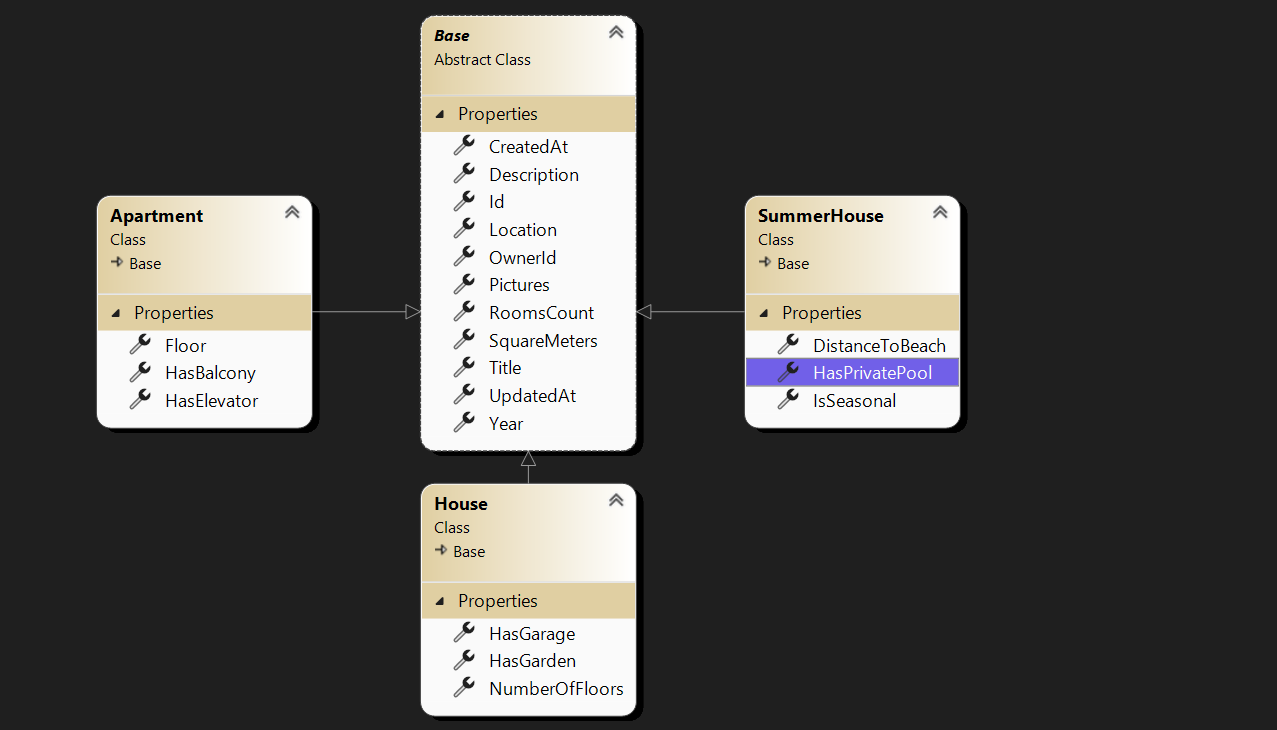 Base
Abstract Class
Properties
CreatedAt
Description
Id
Location
OwnerId
Pictures
RoomsCount
SquareMeters
Title
UpdatedAt
Year
Apartment
Class
Base
Properties
Floor
HasBalcony
HasElevator
SummerHouse
Class
Base
Properties
DistanceToBeach
HasPrivatePool
IsSeasonal
House
Class
Base
Properties
HasGarage
HasGarden
NumberOfFloors